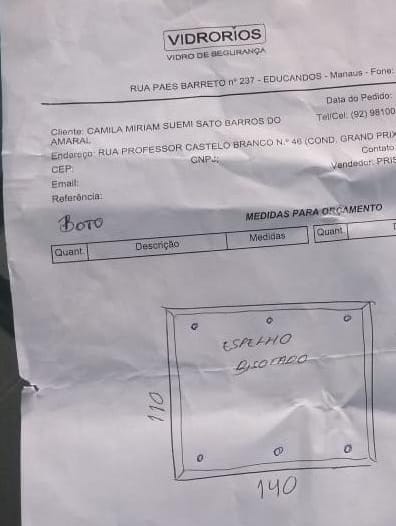 VIDRORIOS
VIDRO DE SEGURANÇA
RUA PAES BARRETO nº 237 - EDUCANDOS - Manaus - Fone:
Data do Pedido:
Cliente: CAMILA MIRIAM SUEMI SATO BARROS DO
AMARAL
Tel/Cel: (92) 98100
Endereço: RUA PROFESSOR CASTELO BRANCO N.º 46 (COND. GRAND PRIX
CEP:
CNPJ:
Contato
Email:
Vendedor: PRIS
Referência:
BOTO
MEDIDAS PARA ORÇAMENTO
Quant. Descrição Medidas Quant.
ESPELHO
BISOTADO
110
140